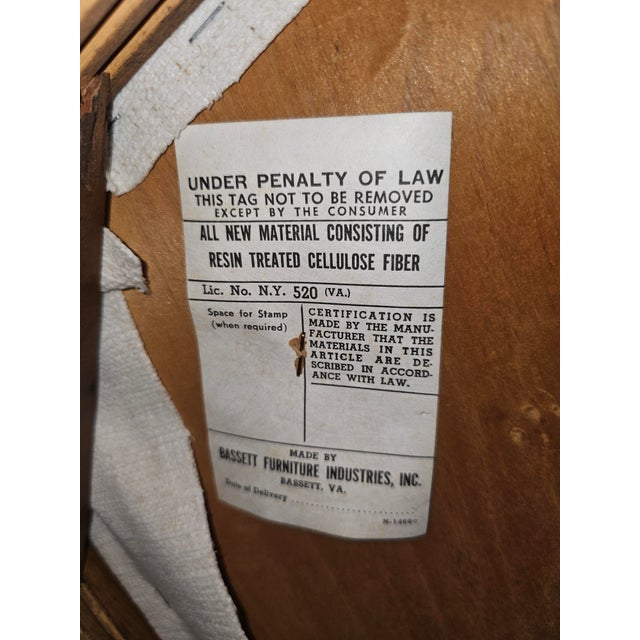 UNDER PENALTY OF LAW
THIS TAG NOT TO BE REMOVED
EXCEPT BY THE CONSUMER
ALL NEW MATERIAL CONSISTING OF
RESIN TREATED CELLULOSE FIBER
Lic. No. N.Y. 520 (VA.)
Space for Stamp
(when required)
CERTIFICATION IS
MADE BY THE MANU-
FACTURER THAT THE
MATERIALS IN THIS
ARTICLE ARE DE-
SCRIBED IN ACCORD-
ANCE WITH LAW.
MADE BY
BASSETT FURNITURE INDUSTRIES, INC.
BASSETT, VA.
Date of Delivery